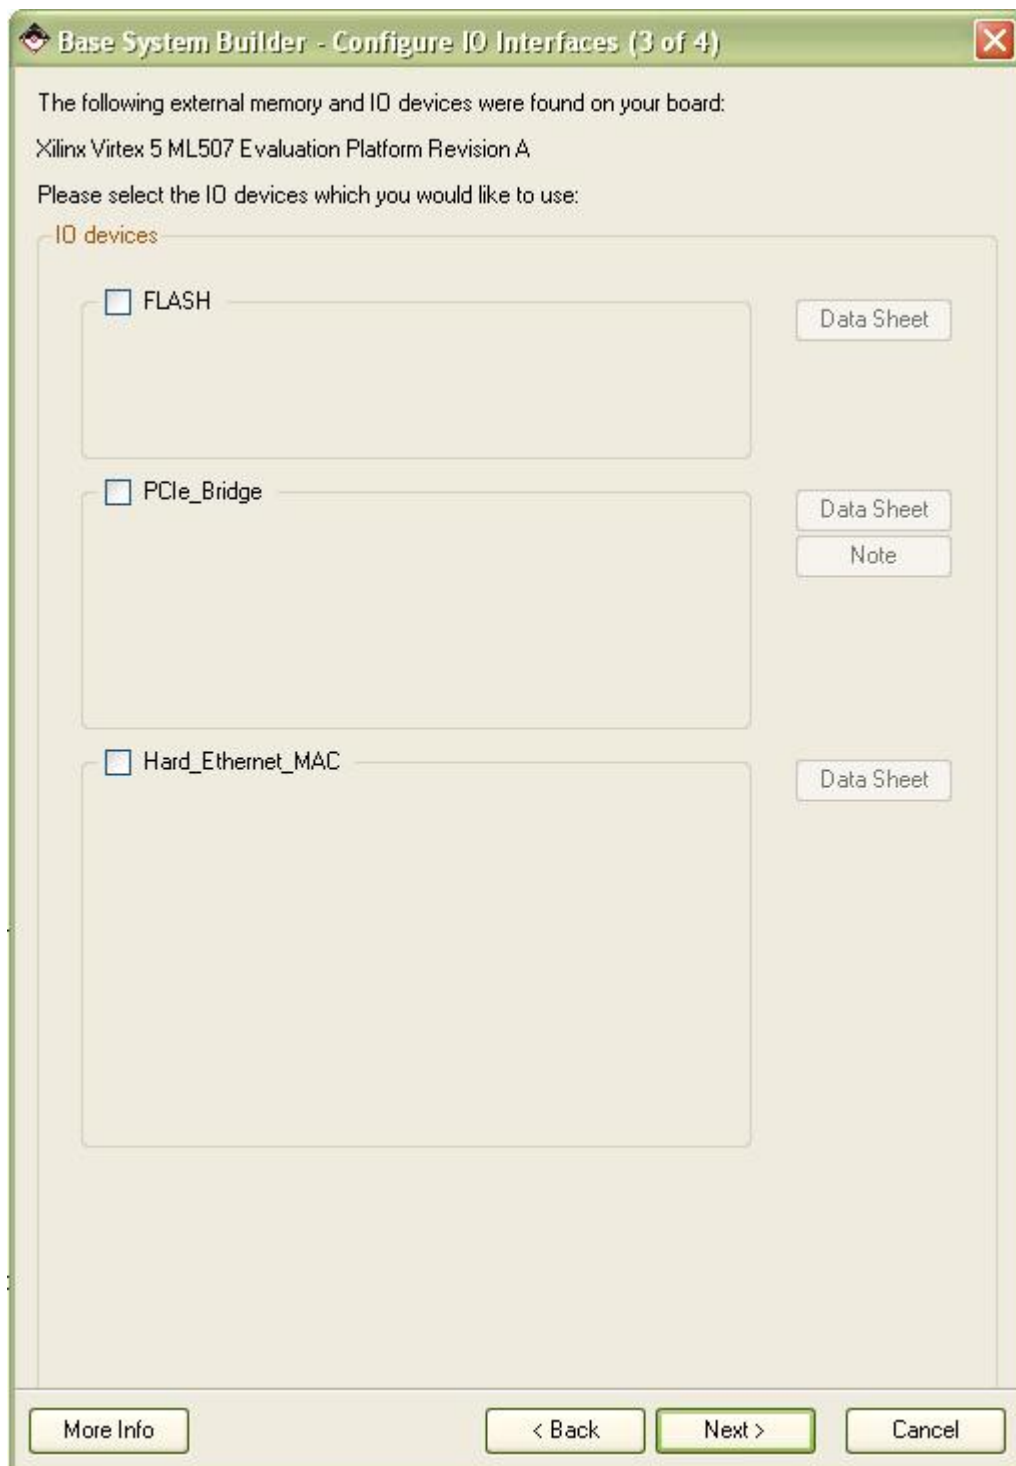 Base System Builder - Configure IO Interfaces (3 of 4)
The following external memory and IO devices were found on your board:
Xilinx Virtex 5 ML507 Evaluation Platform Revision A
Please select the IO devices which you would like to use:
IO devices
FLASH
Data Sheet
PCIe_Bridge
Data Sheet
Note
Hard_Ethernet_MAC
Data Sheet
More Info
< Back
Next >
Cancel